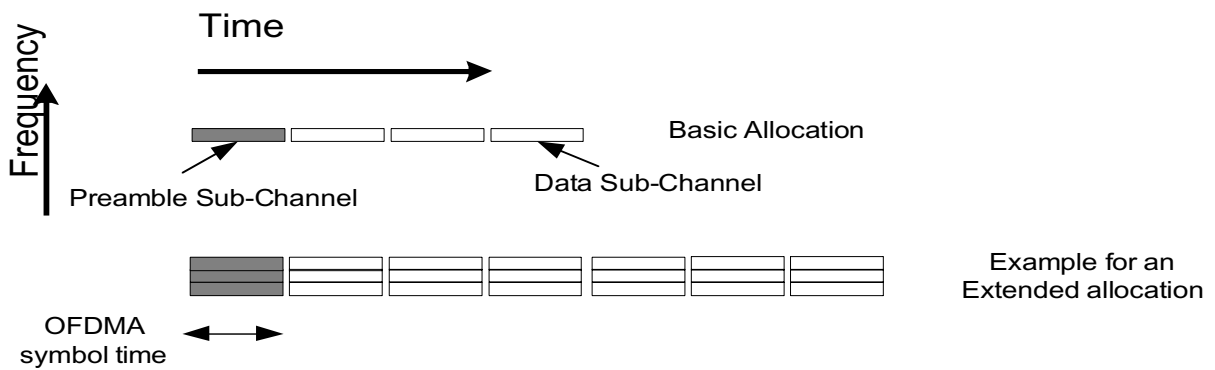 Time
Frequency
Basic Allocation
Preamble Sub-Channel
Data Sub-Channel
Example for an
Extended allocation
OFDMA
symbol time